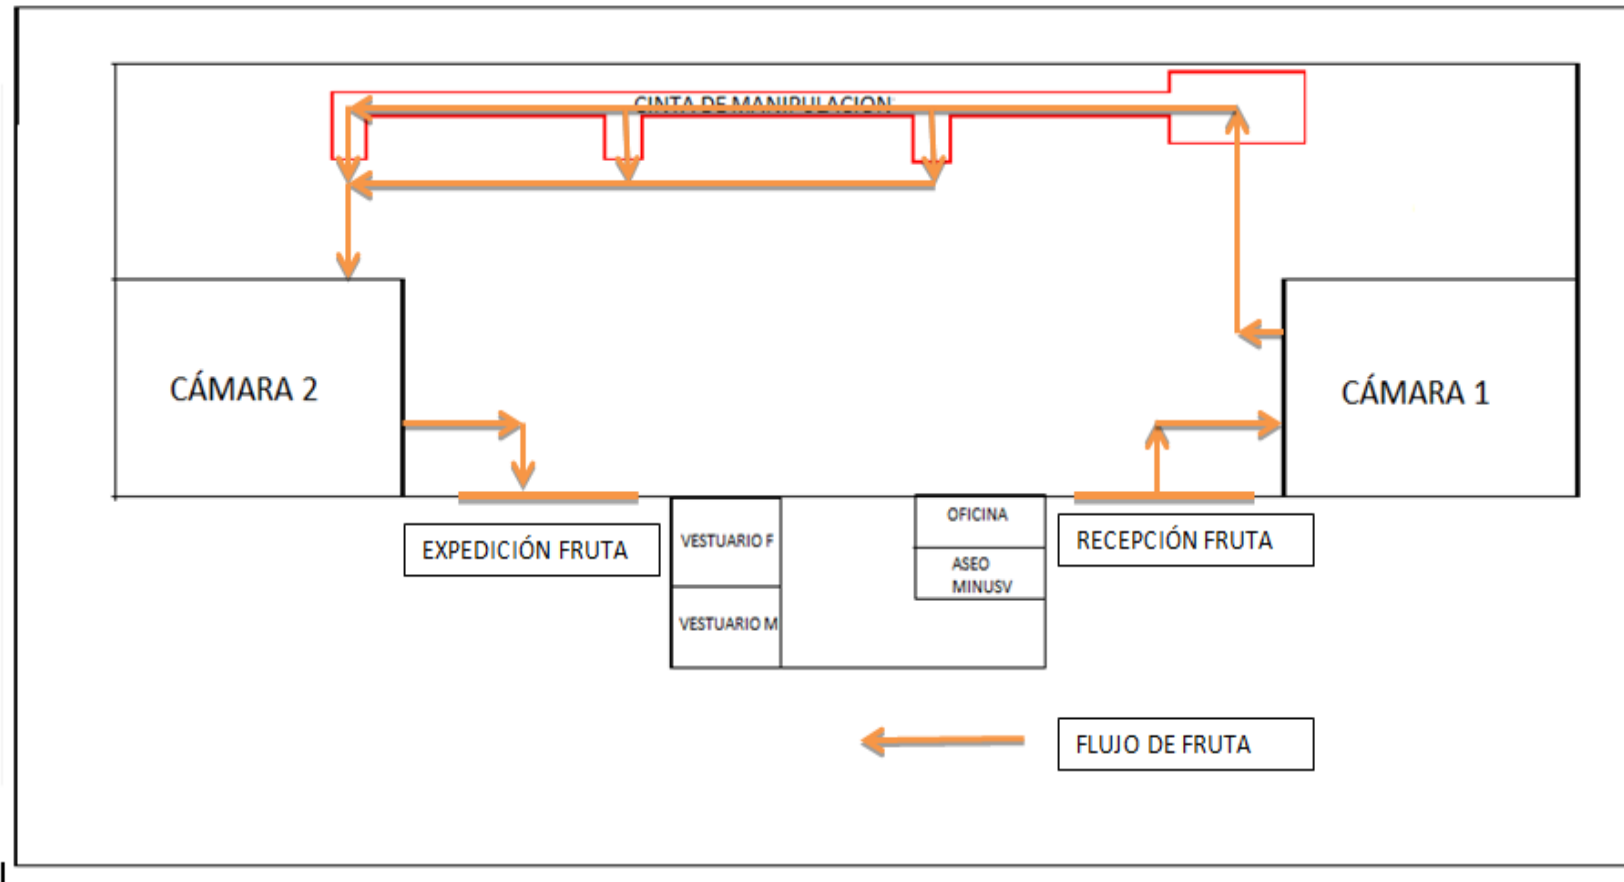 CINTA DE MANIPULACION
CÁMARA 2
CÁMARA 1
EXPEDICIÓN FRUTA
VESTUARIO F
VESTUARIO M
OFICINA
ASEO
MINUSV
RECEPCIÓN FRUTA
FLUJO DE FRUTA